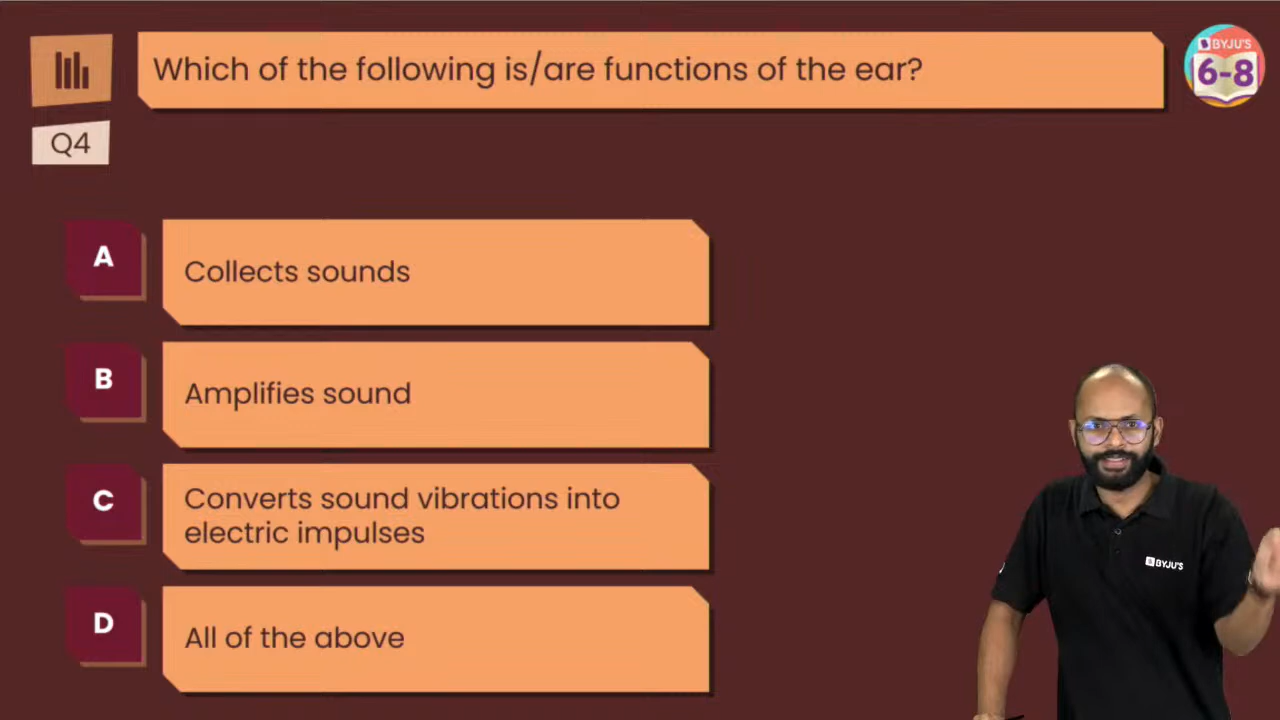 Which of the following is/are functions of the ear?
BYJU'S
6-8
Q4
A
Collects sounds
B
Amplifies sound
C
Converts sound vibrations into
electric impulses
D
All of the above
BYJU'S